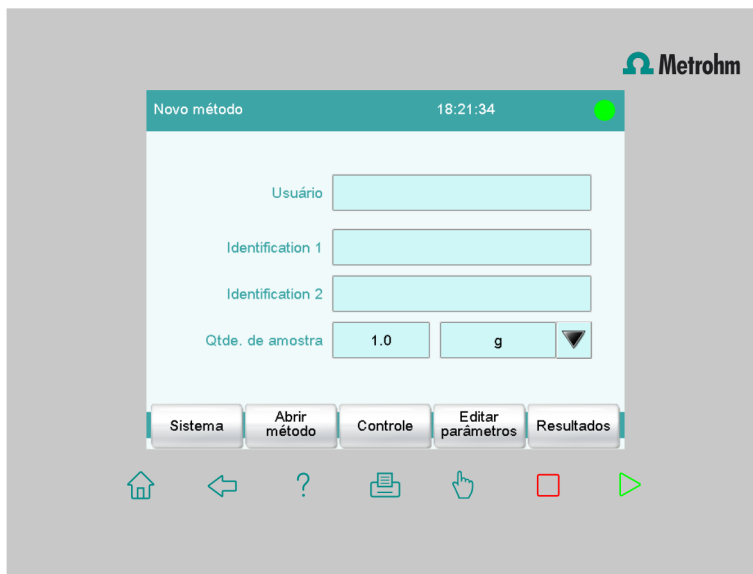 Metrohm
Novo método 18:21:34
Usuário
Identification 1
Identification 2
Qtde. de amostra 1.0 g
Sistema Abrir método Controle Editar parâmetros Resultados
?